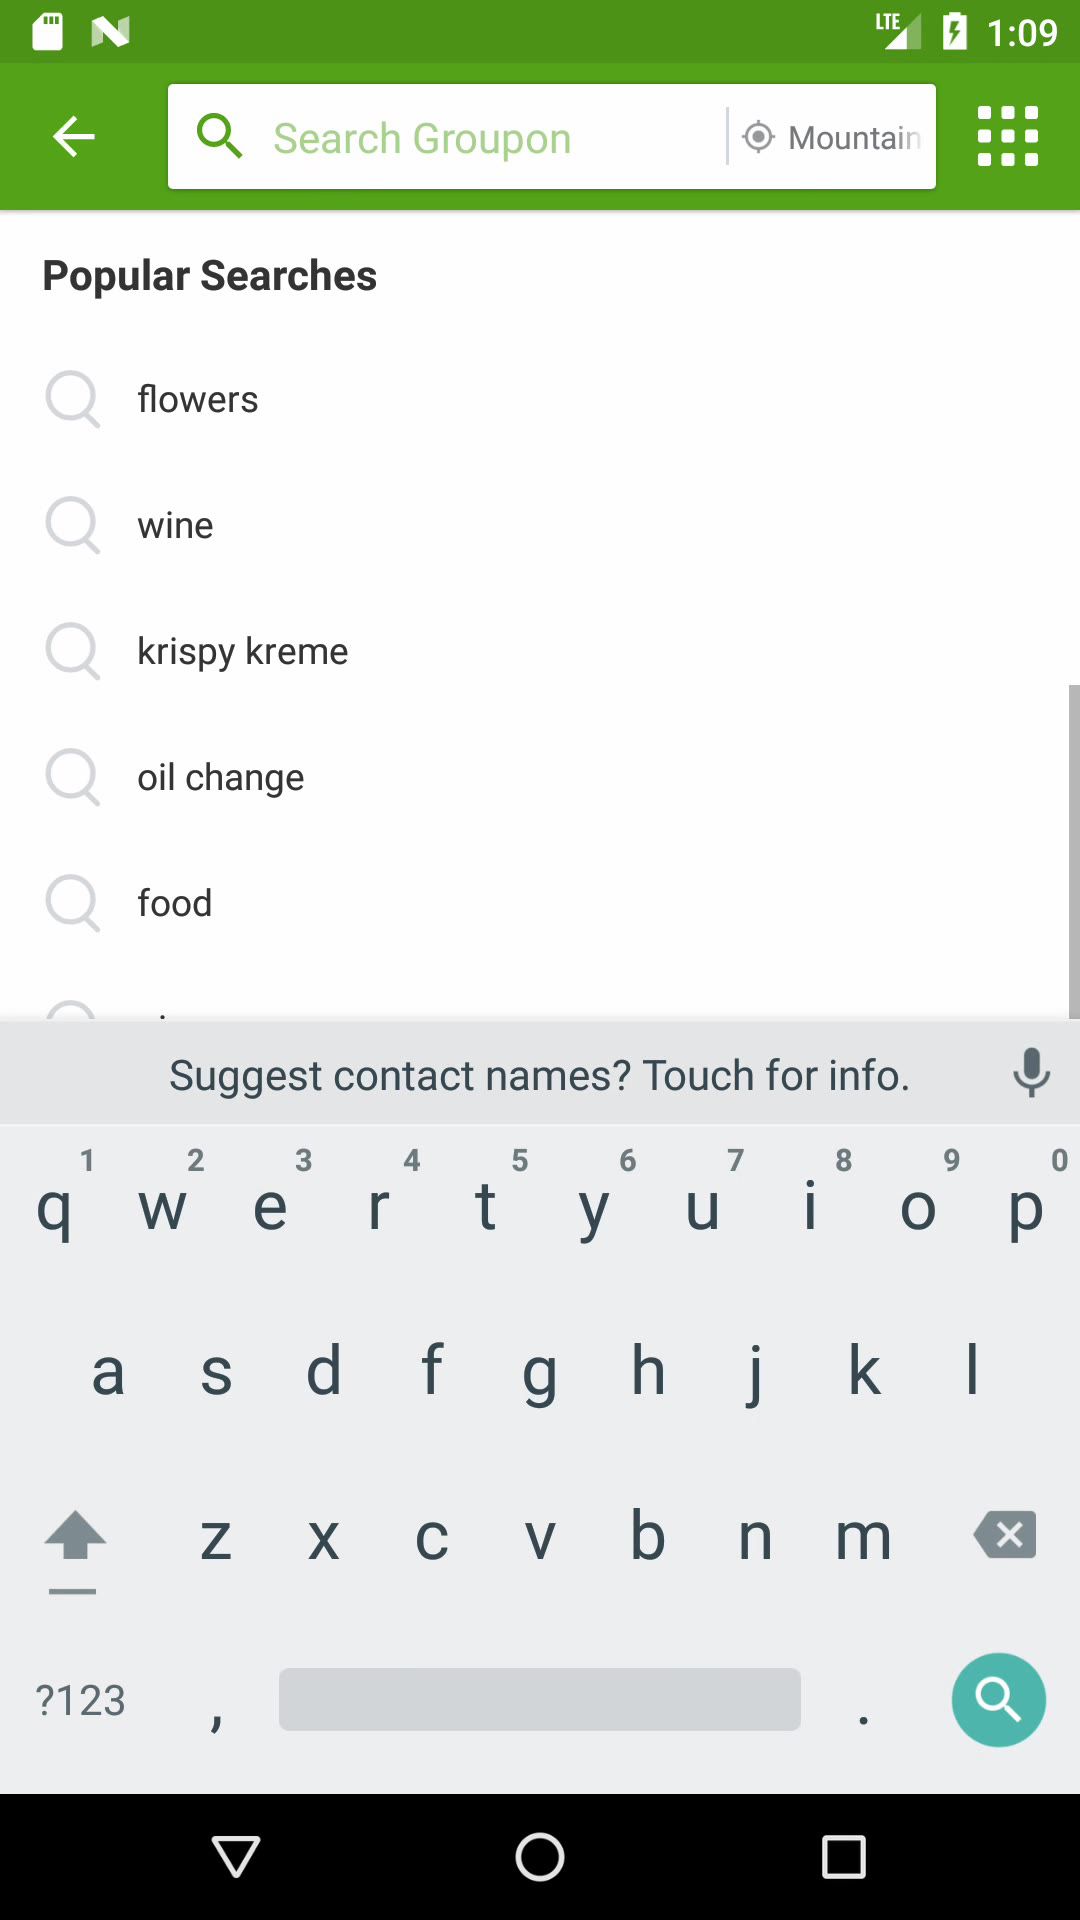 LTE 1:09
Search Groupon Mountain
Popular Searches
flowers
wine
krispy kreme
oil change
food
Suggest contact names? Touch for info.
1 2 3 4 5 6 7 8 9 0
q w e r t y u i o p
a s d f g h j k l
z x c v b n m
?123 , .